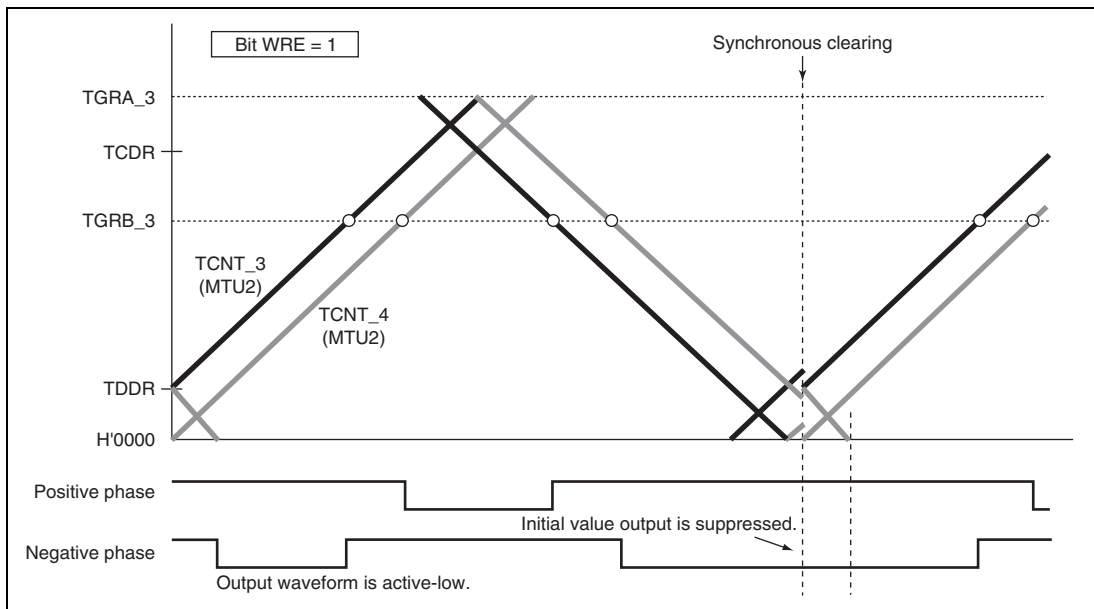 Bit WRE = 1
Synchronous clearing
TGRA_3
TCDR
TGRB_3
TCNT_3
(MTU2)
TCNT_4
(MTU2)
TDDR
H'0000
Positive phase
Initial value output is suppressed.
Negative phase
Output waveform is active-low.